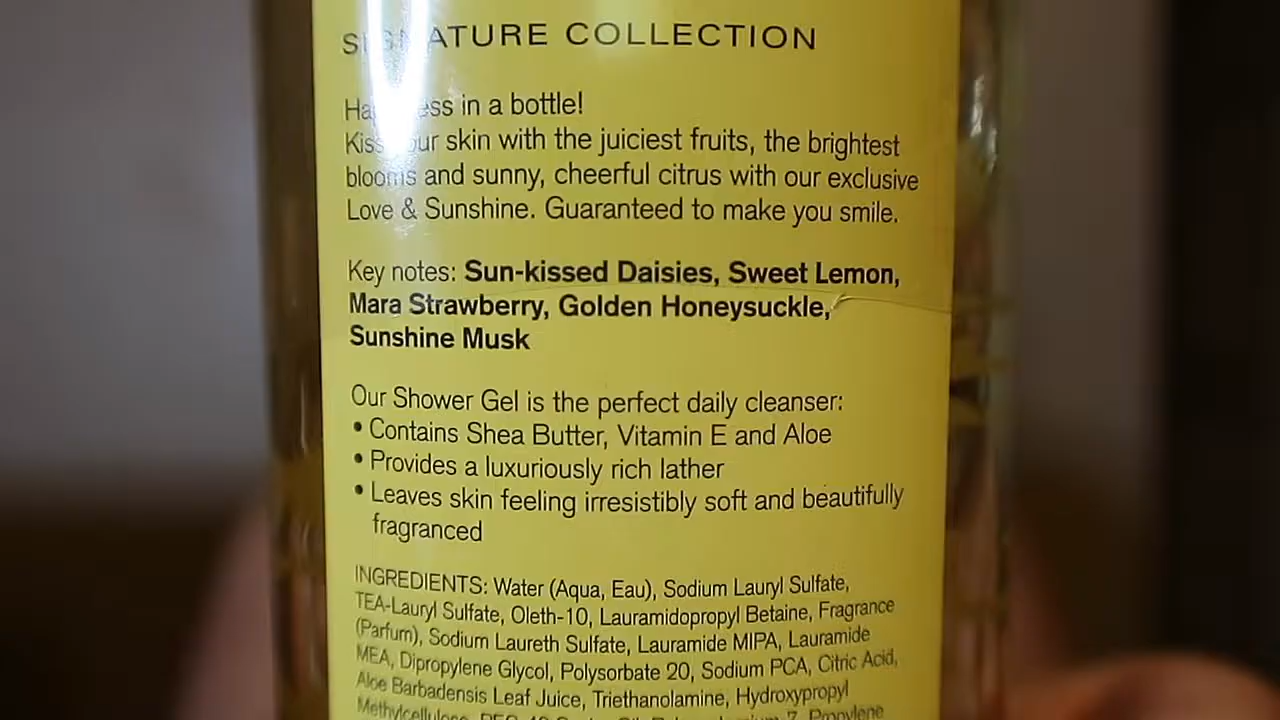 SIGNATURE COLLECTION
Happiness in a bottle!
Kiss your skin with the juiciest fruits, the brightest
blooms and sunny, cheerful citrus with our exclusive
Love & Sunshine. Guaranteed to make you smile.
Key notes: Sun-kissed Daisies, Sweet Lemon,
Mara Strawberry, Golden Honeysuckle,
Sunshine Musk
Our Shower Gel is the perfect daily cleanser:
• Contains Shea Butter, Vitamin E and Aloe
• Provides a luxuriously rich lather
• Leaves skin feeling irresistibly soft and beautifully
fragranced
INGREDIENTS: Water (Aqua, Eau), Sodium Lauryl Sulfate,
TEA-Lauryl Sulfate, Oleth-10, Lauramidopropyl Betaine, Fragrance
(Parfum), Sodium Laureth Sulfate, Lauramide MIPA, Lauramide
MEA, Dipropylene Glycol, Polysorbate 20, Sodium PCA, Citric Acid,
Aloe Barbadensis Leaf Juice, Triethanolamine, Hydroxypropyl
Methylcellulose, Propylene